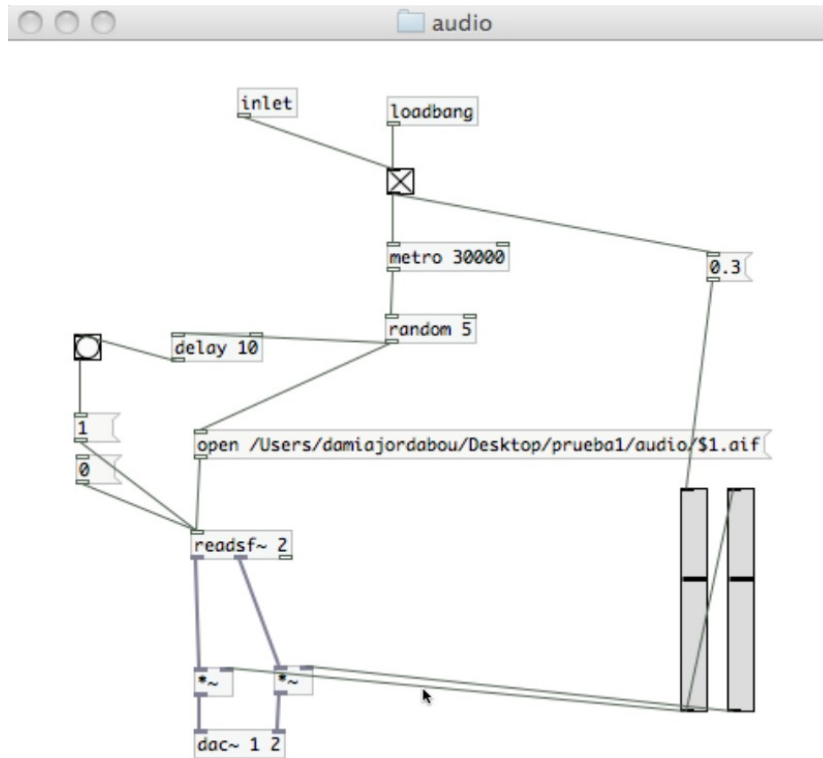 audio
inlet
loadbang
metro 30000
0.3
random 5
delay 10
1
open /Users/damiajordabou/Desktop/prueba1/audio/$1.aif
0
readsf~ 2
*~
*~
dac~ 1 2